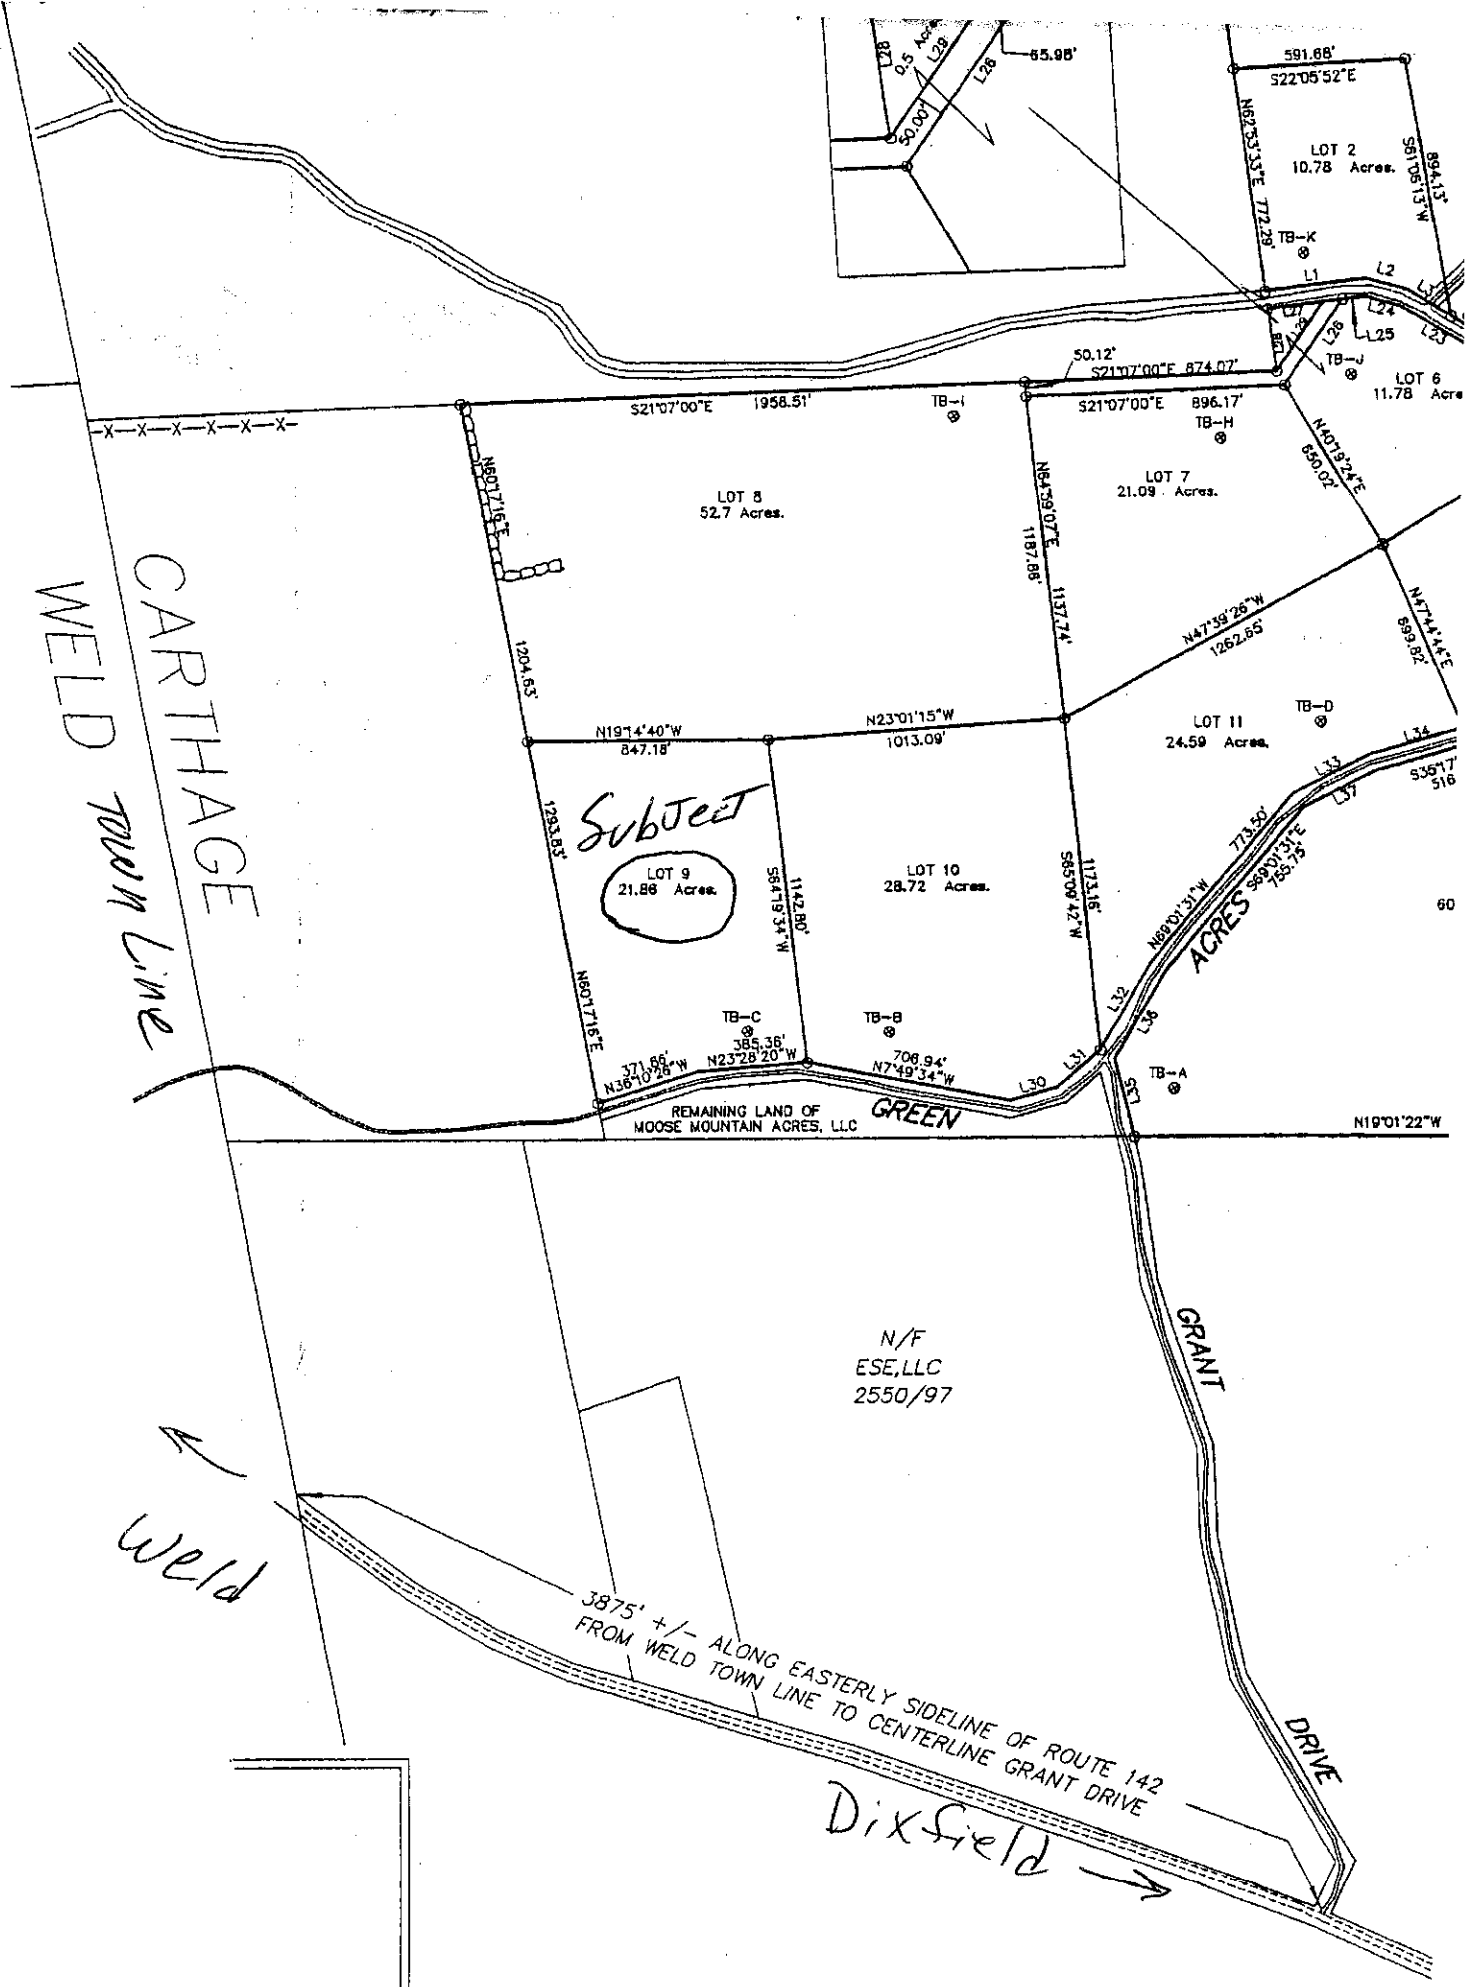 L28
0.5 Acre
L29
L26
65.98'
50.00'
591.68'
S22°05'52"E
N62°53'33"E 772.29'
LOT 2
10.78 Acres.
894.13'
S61°06'13"W
TB-K
L1
L2
L3
L27
L24
L23
L25
L28
L29
L26
TB-J
LOT 6
11.78 Acre
50.12'
S21°07'00"E 874.07'
S21°07'00"E 1958.51'
TB-I
S21°07'00"E 896.17'
TB-H
X-X-X-X-X-X
N60°17'16"E
LOT 8
52.7 Acres.
N64°59'07"E
1187.86'
1137.74'
LOT 7
21.09 Acres.
N40°19'24"E
650.02'
N47°39'26"W
1262.65'
N47°44'44"E
699.82'
CARTHAGE
WELD Town Line
1204.63'
N19°14'40"W
847.18'
N23°01'15"W
1013.09'
LOT 11
24.59 Acres.
TB-D
L34
L33
L37
S35°17'
516
1293.83'
Subject
LOT 9
21.86 Acres.
1142.80'
S64°19'34"W
LOT 10
28.72 Acres.
1173.16'
S65°09'42"W
773.50'
N69°01'31"W
S69°01'31"E
755.75'
ACRES
60
N60°17'16"E
TB-C
TB-B
L32
L36
371.66'
N36°10'26"W
385.36'
N23°28'20"W
706.94'
N7°49'34"W
L30
L31
L35
TB-A
REMAINING LAND OF
MOOSE MOUNTAIN ACRES, LLC
GREEN
N19°01'22"W
N/F
ESE,LLC
2550/97
GRANT
DRIVE
Weld
3875' +/- ALONG EASTERLY SIDELINE OF ROUTE 142
FROM WELD TOWN LINE TO CENTERLINE GRANT DRIVE
Dixfield